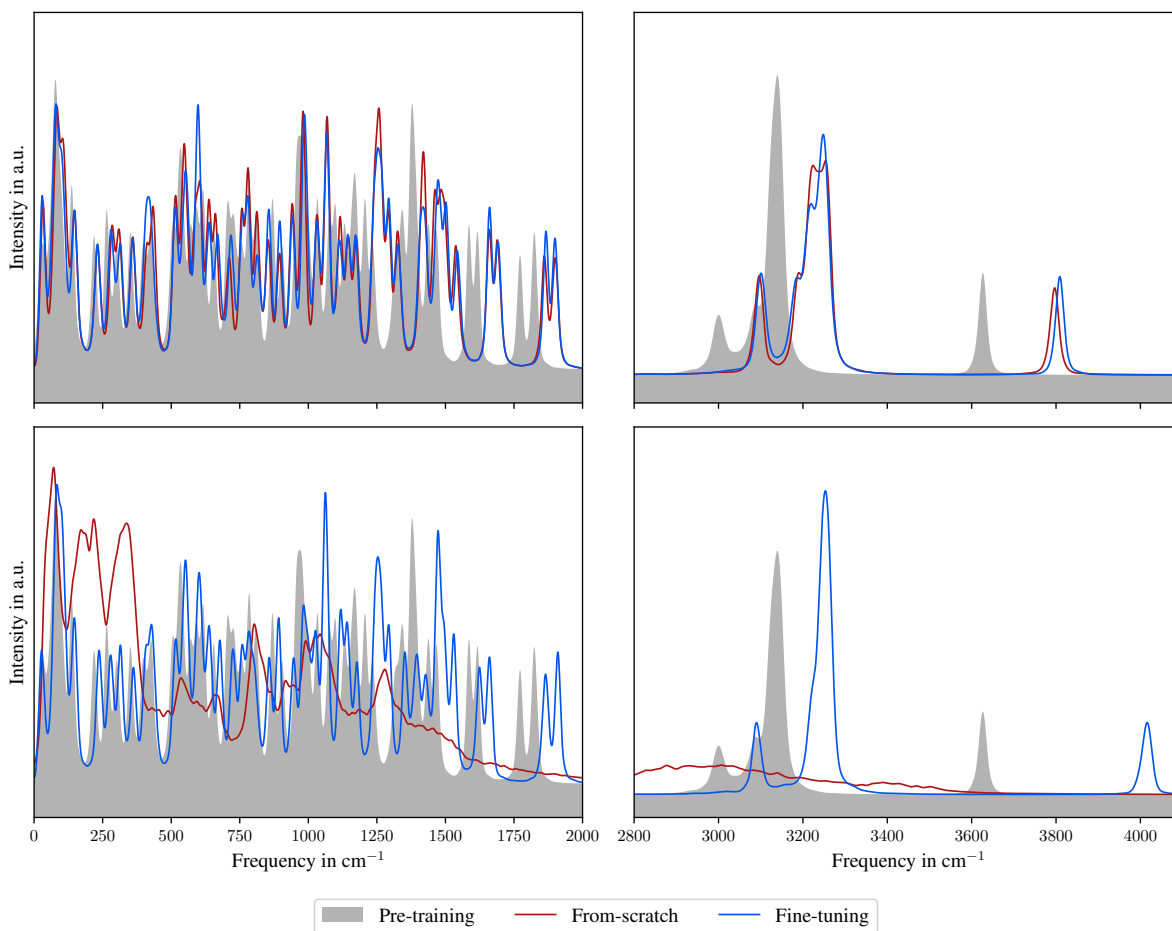 Intensity in a.u.
Intensity in a.u.
0 250 500 750 1000 1250 1500 1750 2000
2800 3000 3200 3400 3600 3800 4000
Frequency in cm⁻¹
Frequency in cm⁻¹
Pre-training From-scratch Fine-tuning